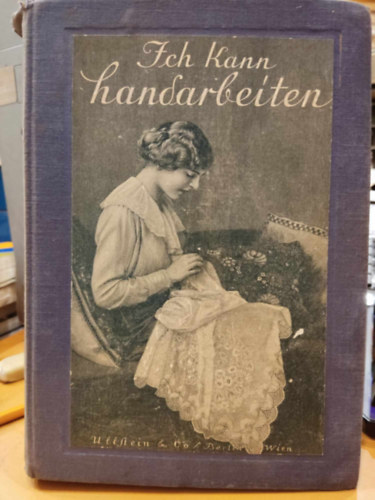 Ich kann
handarbeiten
Ullstein & Co / Berlin Wien